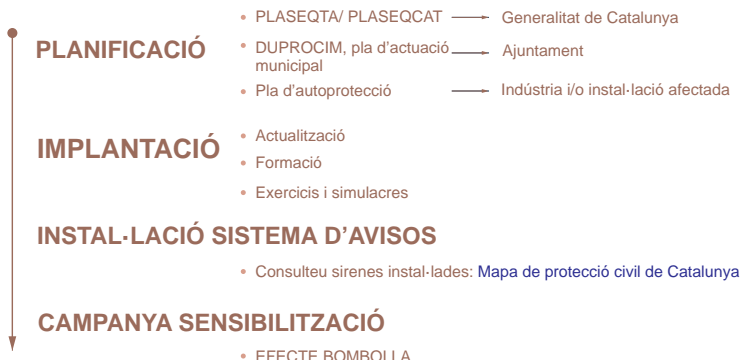 • PLASEQTA/ PLASEQCAT → Generalitat de Catalunya
PLANIFICACIÓ
• DUPROCIM, pla d'actuació municipal → Ajuntament
• Pla d'autoprotecció → Indústria i/o instal·lació afectada
IMPLANTACIÓ
• Actualització
• Formació
• Exercicis i simulacres
INSTAL·LACIÓ SISTEMA D'AVISOS
• Consulteu sirenes instal·lades: Mapa de protecció civil de Catalunya
CAMPANYA SENSIBILITZACIÓ
• EFECTE BOMBOLLA